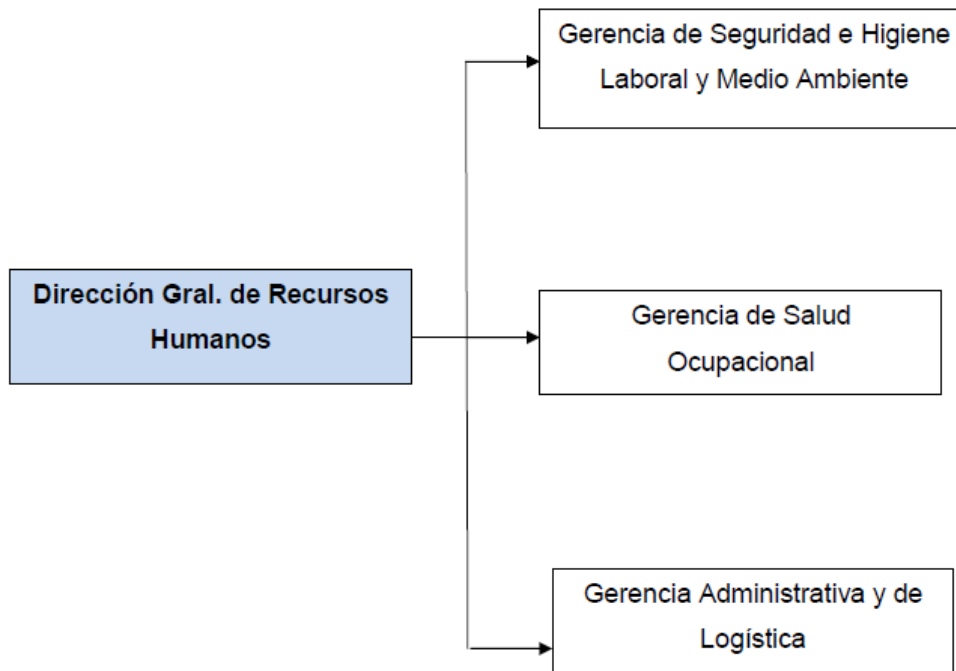 Gerencia de Seguridad e Higiene
Laboral y Medio Ambiente
Dirección Gral. de Recursos
Humanos
Gerencia de Salud
Ocupacional
Gerencia Administrativa y de
Logística